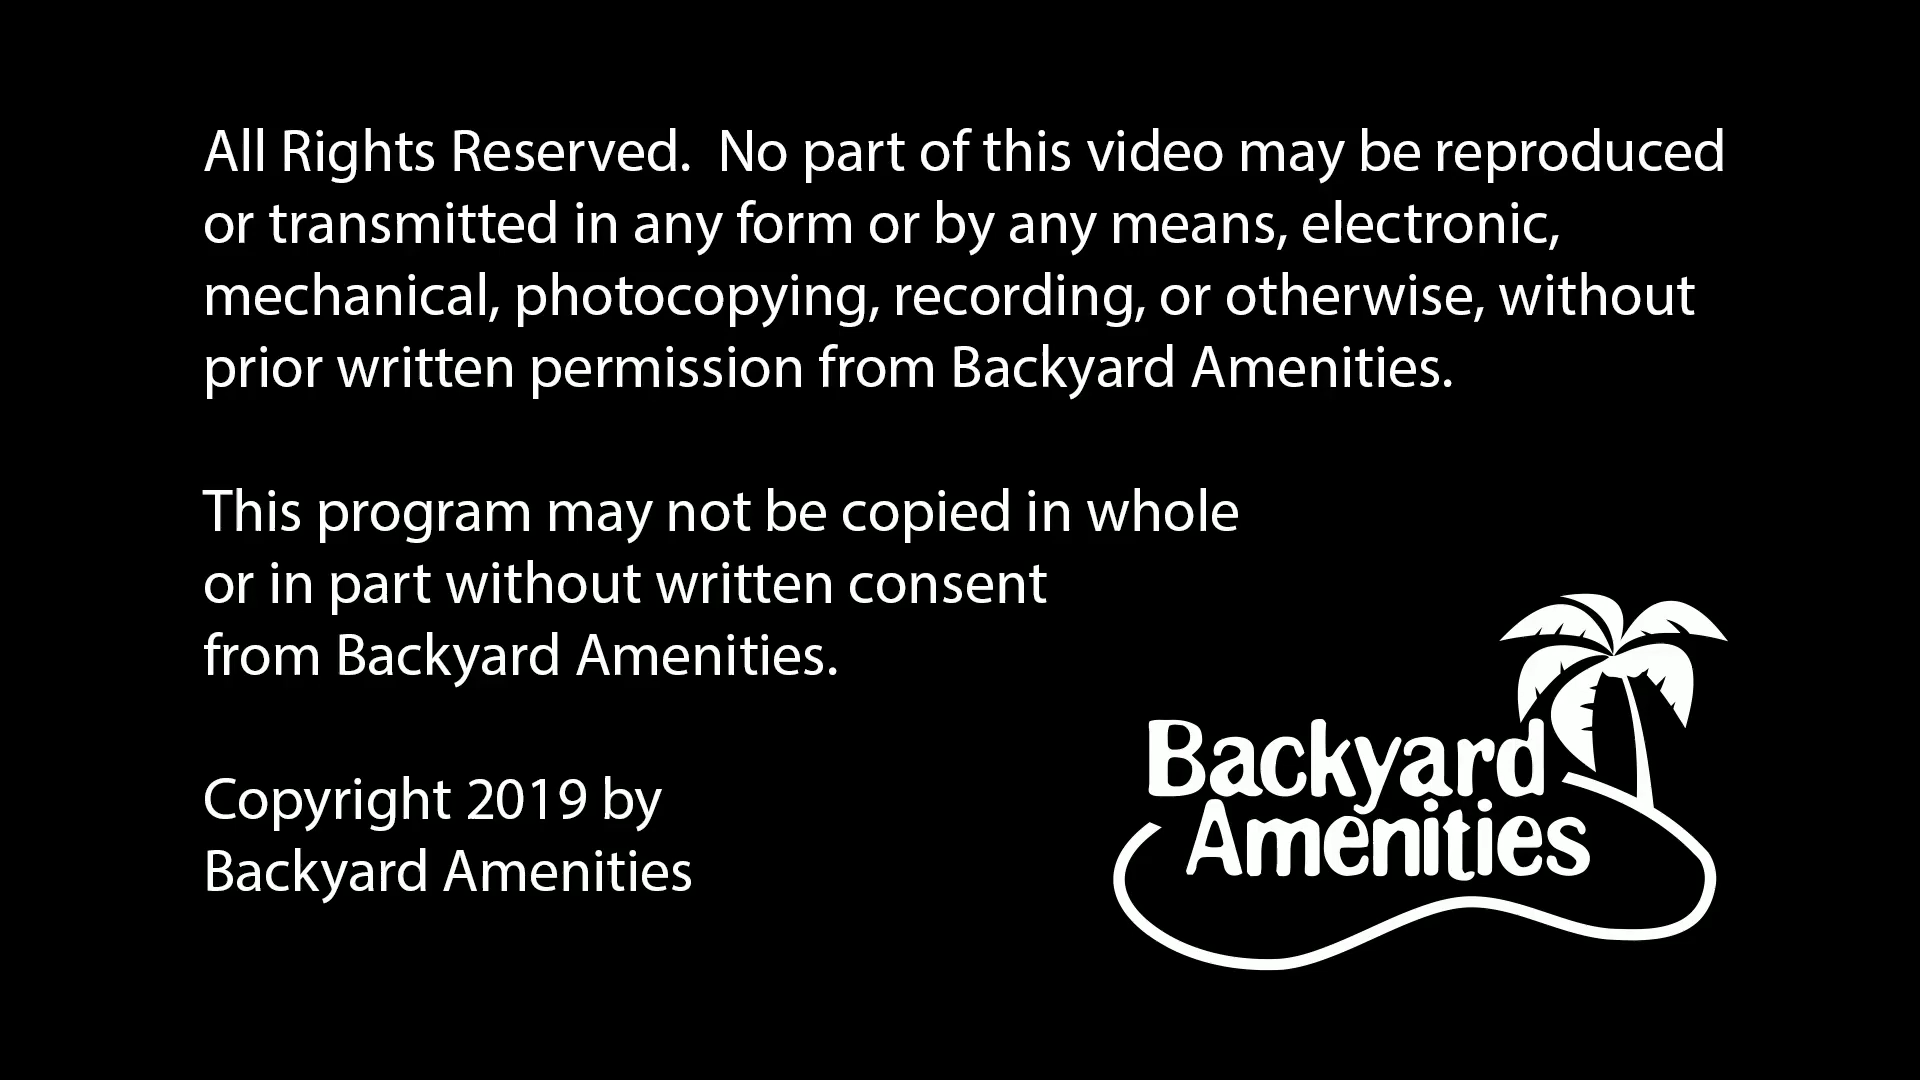 All Rights Reserved.  No part of this video may be reproduced
or transmitted in any form or by any means, electronic,
mechanical, photocopying, recording, or otherwise, without
prior written permission from Backyard Amenities.
This program may not be copied in whole
or in part without written consent
from Backyard Amenities.
Copyright 2019 by
Backyard Amenities
Backyard
Amenities